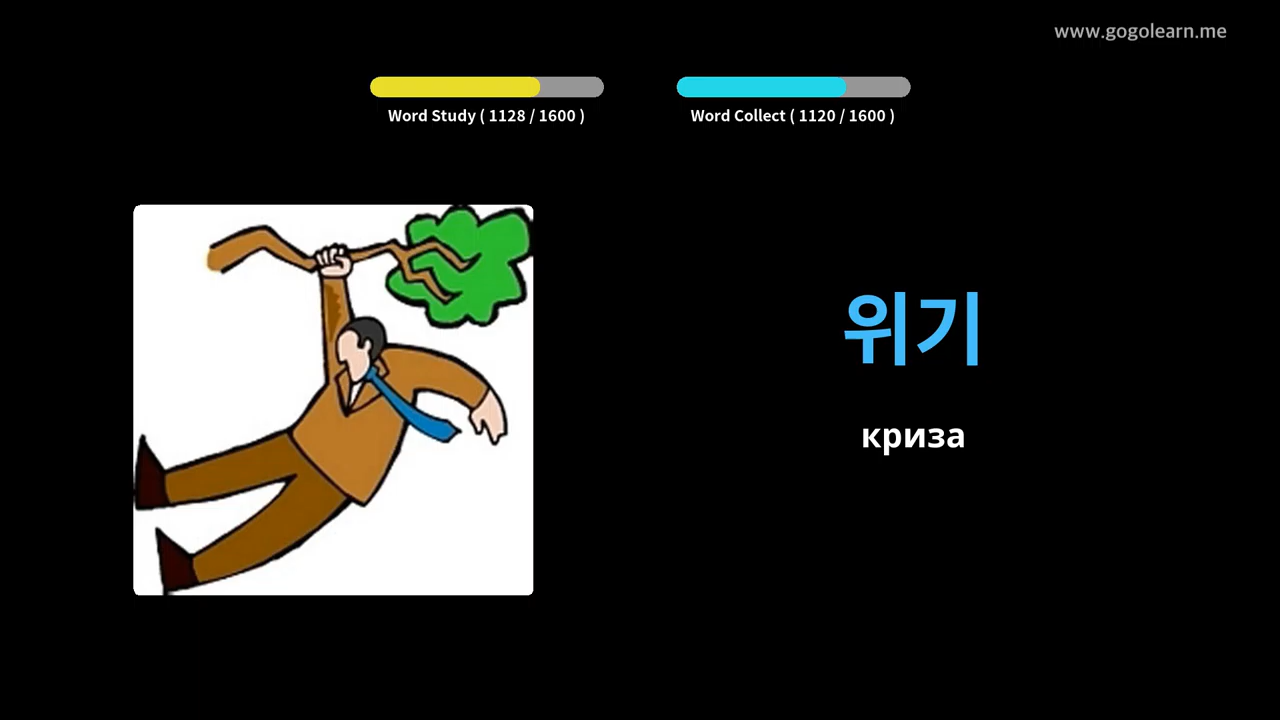 www.gogolearn.me
Word Study ( 1128 / 1600 )
Word Collect ( 1120 / 1600 )
위기
криза